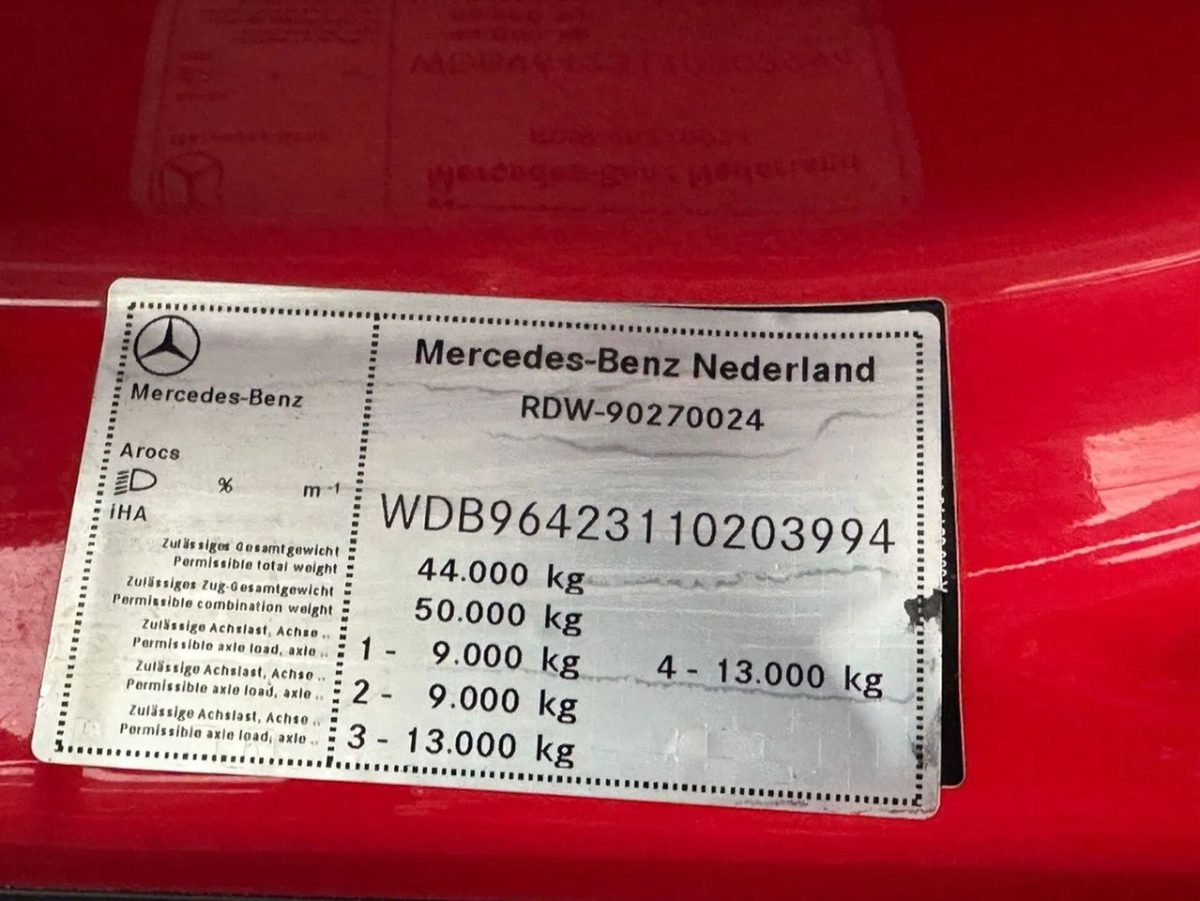 Mercedes-Benz
Mercedes-Benz Nederland
RDW-90270024
Arocs
% m⁻¹
iHA
WDB96423110203994
Zulässiges Gesamtgewicht
Permissible total weight 44.000 kg
Zulässiges Zug-Gesamtgewicht
Permissible combination weight 50.000 kg
Zulässige Achslast, Achse ..
Permissible axle load, axle .. 1 - 9.000 kg 4 - 13.000 kg
Zulässige Achslast, Achse ..
Permissible axle load, axle .. 2 - 9.000 kg
Zulässige Achslast, Achse ..
Permissible axle load, axle .. 3 - 13.000 kg